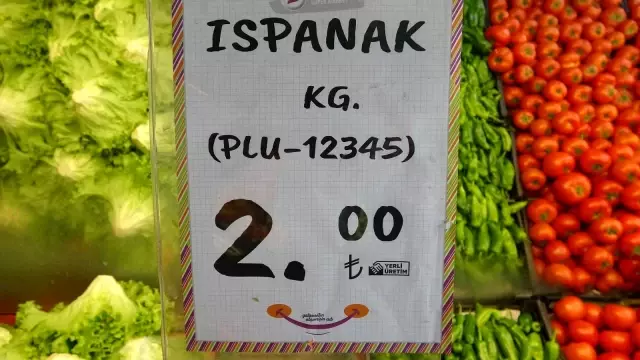 ISPANAK
KG.
(PLU-12345)
2.00
₺ YERLİ ÜRETİM